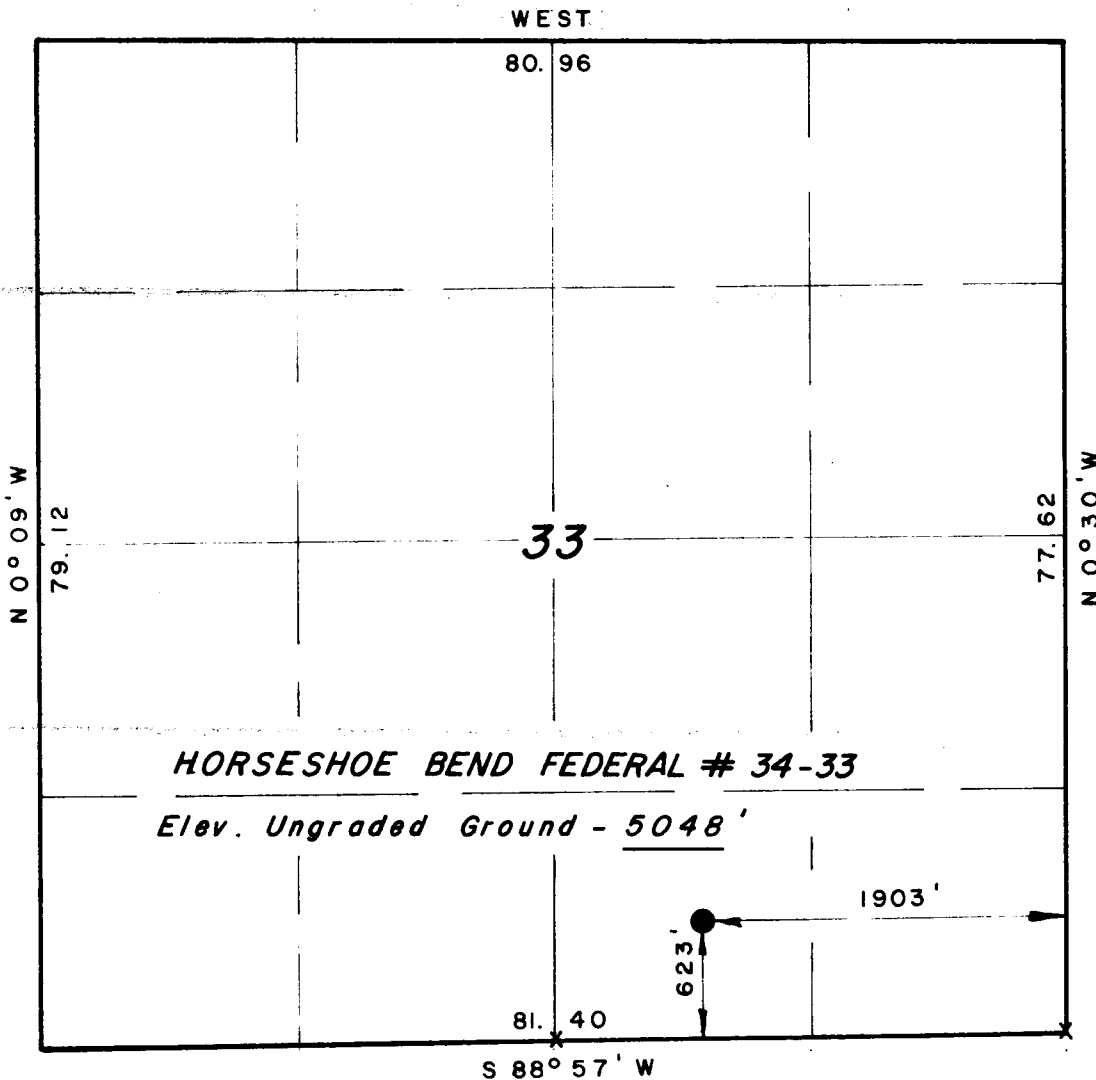 WEST
80.96
N 0° 09' W
79.12
33
77.62
N 0° 30' W
HORSESHOE BEND FEDERAL # 34-33
Elev. Ungraded Ground - 5048'
1903'
623'
81.40
S 88° 57' W